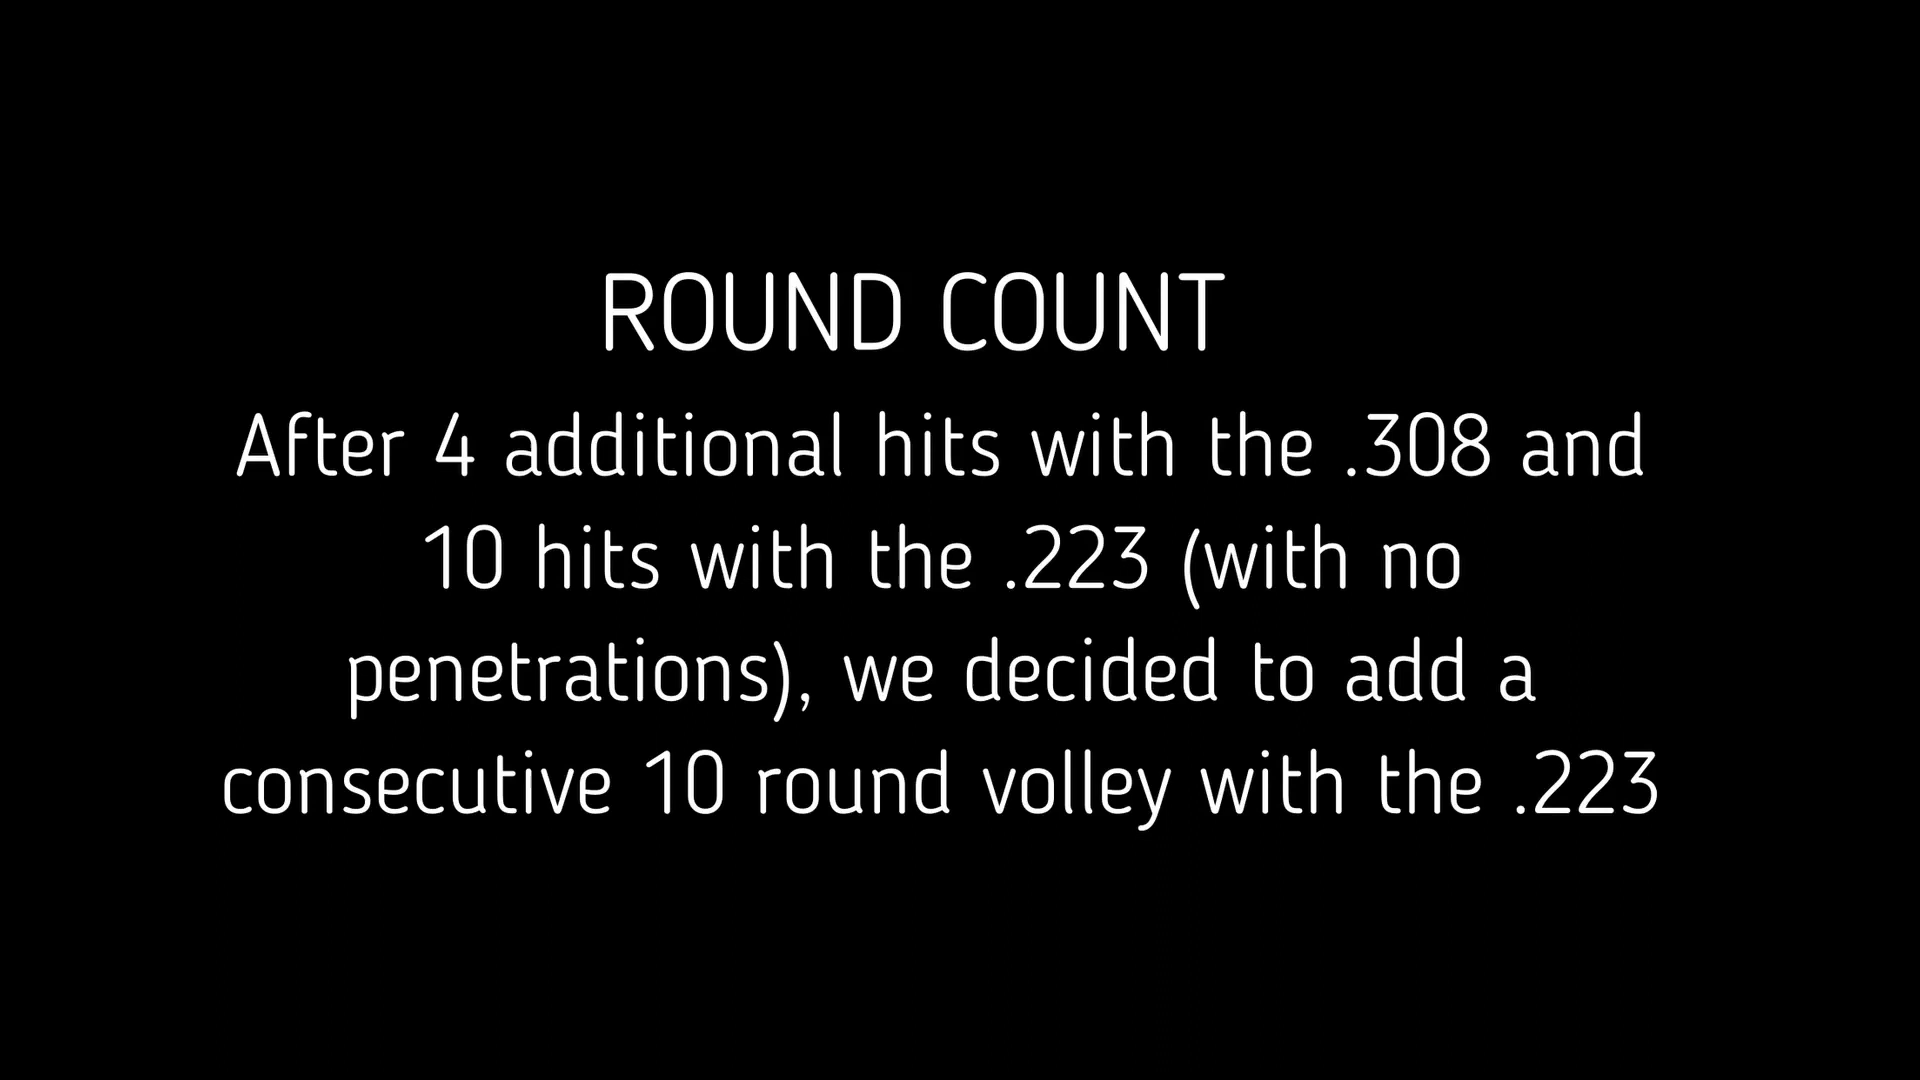 ROUND COUNT
After 4 additional hits with the .308 and
10 hits with the .223 (with no
penetrations), we decided to add a
consecutive 10 round volley with the .223